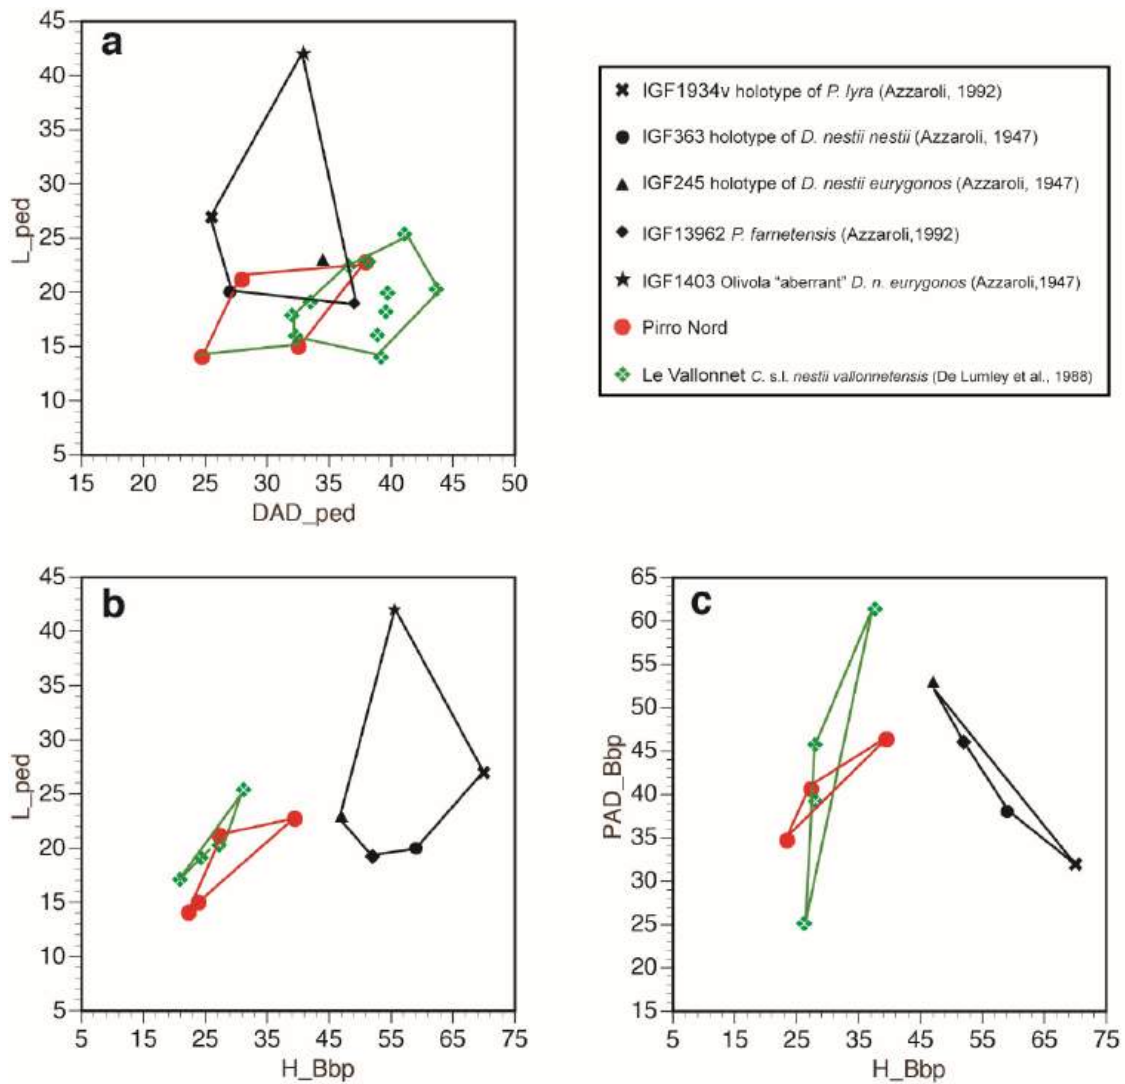 a
45
40
35
30
25
20
15
10
5
L_ped
15 20 25 30 35 40 45 50
DAD_ped
IGF1934v holotype of P. lyra (Azzaroli, 1992)
IGF363 holotype of D. nestii nestii (Azzaroli, 1947)
IGF245 holotype of D. nestii eurygonos (Azzaroli, 1947)
IGF13962 P. farnetensis (Azzaroli,1992)
IGF1403 Olivola "aberrant" D. n. eurygonos (Azzaroli,1947)
Pirro Nord
Le Vallonnet C. s.l. nestii vallonnetensis (De Lumley et al., 1988)
b
45
40
35
30
25
20
15
10
5
L_ped
5 15 25 35 45 55 65 75
H_Bbp
c
65
60
55
50
45
40
35
30
25
20
15
PAD_Bbp
5 15 25 35 45 55 65 75
H_Bbp